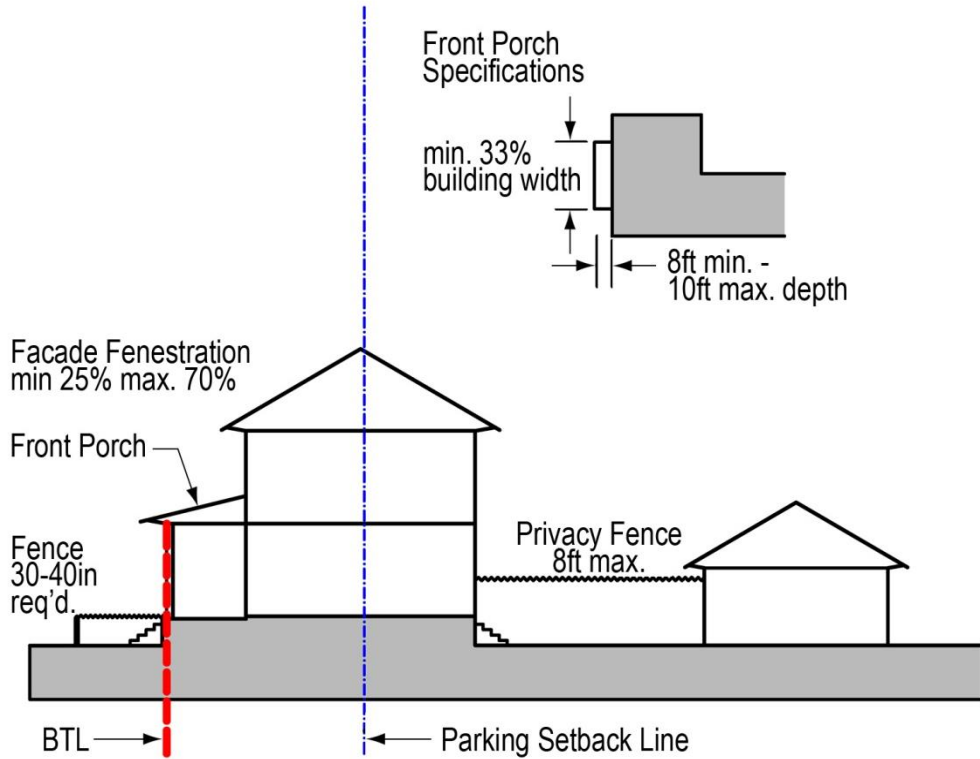 Front Porch
Specifications
min. 33%
building width
8ft min. -
10ft max. depth
Facade Fenestration
min 25% max. 70%
Front Porch
Fence
30-40in
req'd.
Privacy Fence
8ft max.
BTL
Parking Setback Line